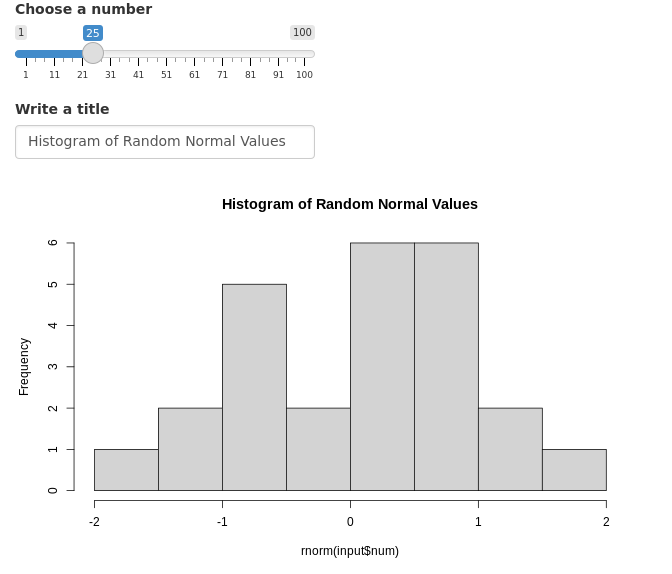 Choose a number
1 25 100
1 11 21 31 41 51 61 71 81 91 100
Write a title
Histogram of Random Normal Values
Histogram of Random Normal Values
6
5
4
3
2
1
0
Frequency
-2 -1 0 1 2
rnorm(input$num)